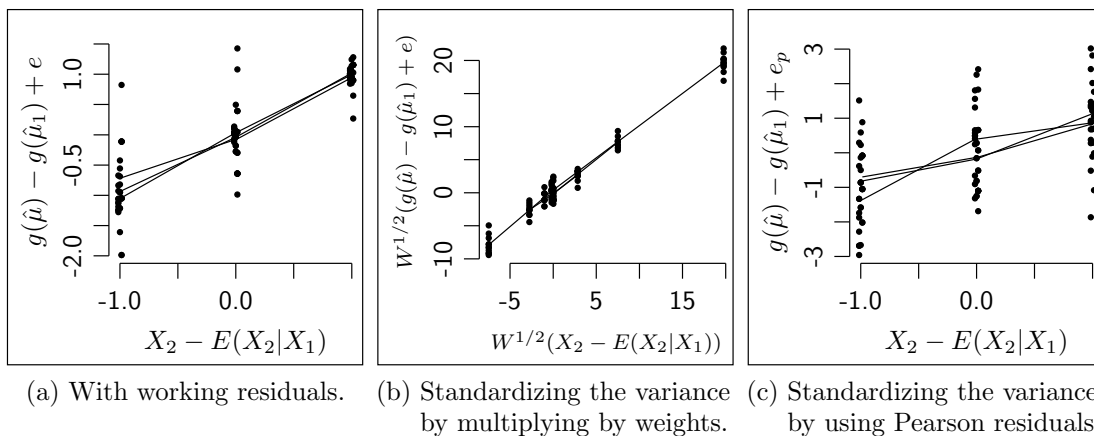 g(μ̂) − g(μ̂₁) + e
1.0
-0.5
-2.0
-1.0 0.0
X₂ − E(X₂|X₁)
(a) With working residuals.
W^{1/2}(g(μ̂) − g(μ̂₁) + e)
20
10
0
-10
-5 5 15
W^{1/2}(X₂ − E(X₂|X₁))
(b) Standardizing the variance
by multiplying by weights.
g(μ̂) − g(μ̂₁) + eₚ
3
1
-1
-3
-1.0 0.0
X₂ − E(X₂|X₁)
(c) Standardizing the variance
by using Pearson residuals